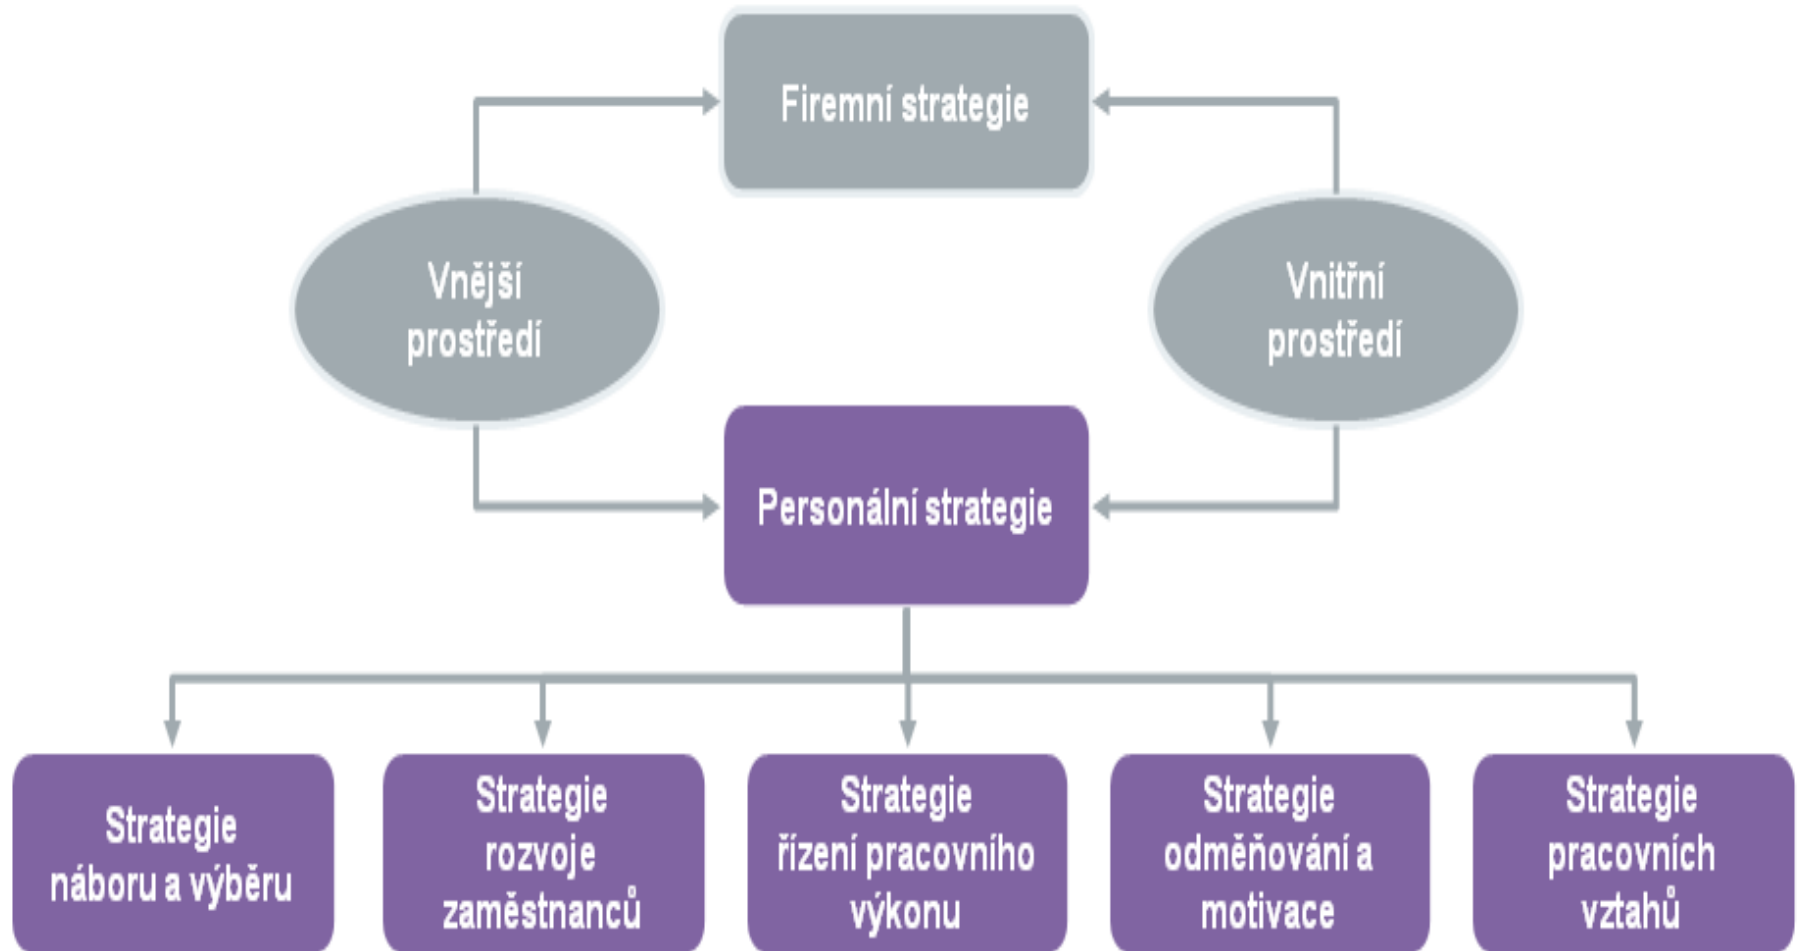 Firemní strategie
Vnější
prostředí
Vnitřní
prostředí
Personální strategie
Strategie
náboru a výběru
Strategie
rozvoje
zaměstnanců
Strategie
řízení pracovního
výkonu
Strategie
odměňování a
motivace
Strategie
pracovních
vztahů